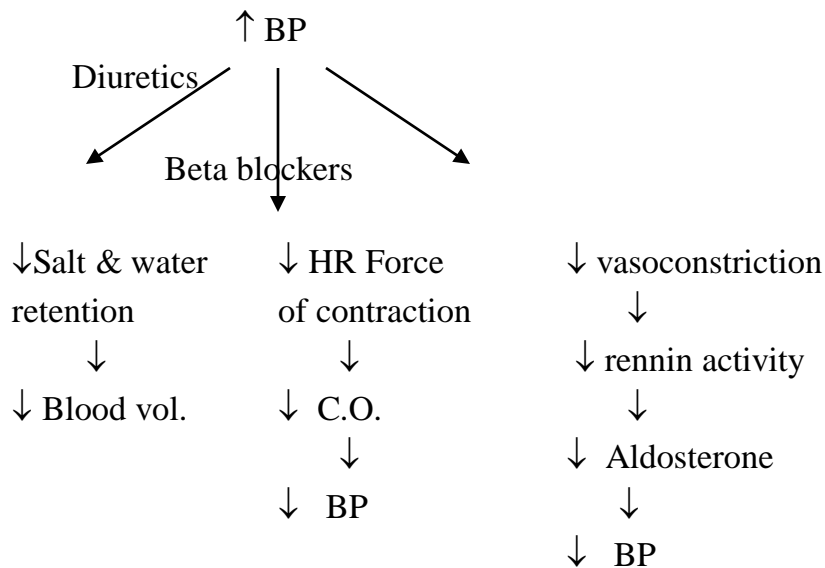 ↑ BP
Diuretics
Beta blockers
↓Salt & water
retention
↓
↓ Blood vol.
↓ HR Force
of contraction
↓
↓ C.O.
↓
↓ BP
↓ vasoconstriction
↓
↓ rennin activity
↓
↓ Aldosterone
↓
↓ BP